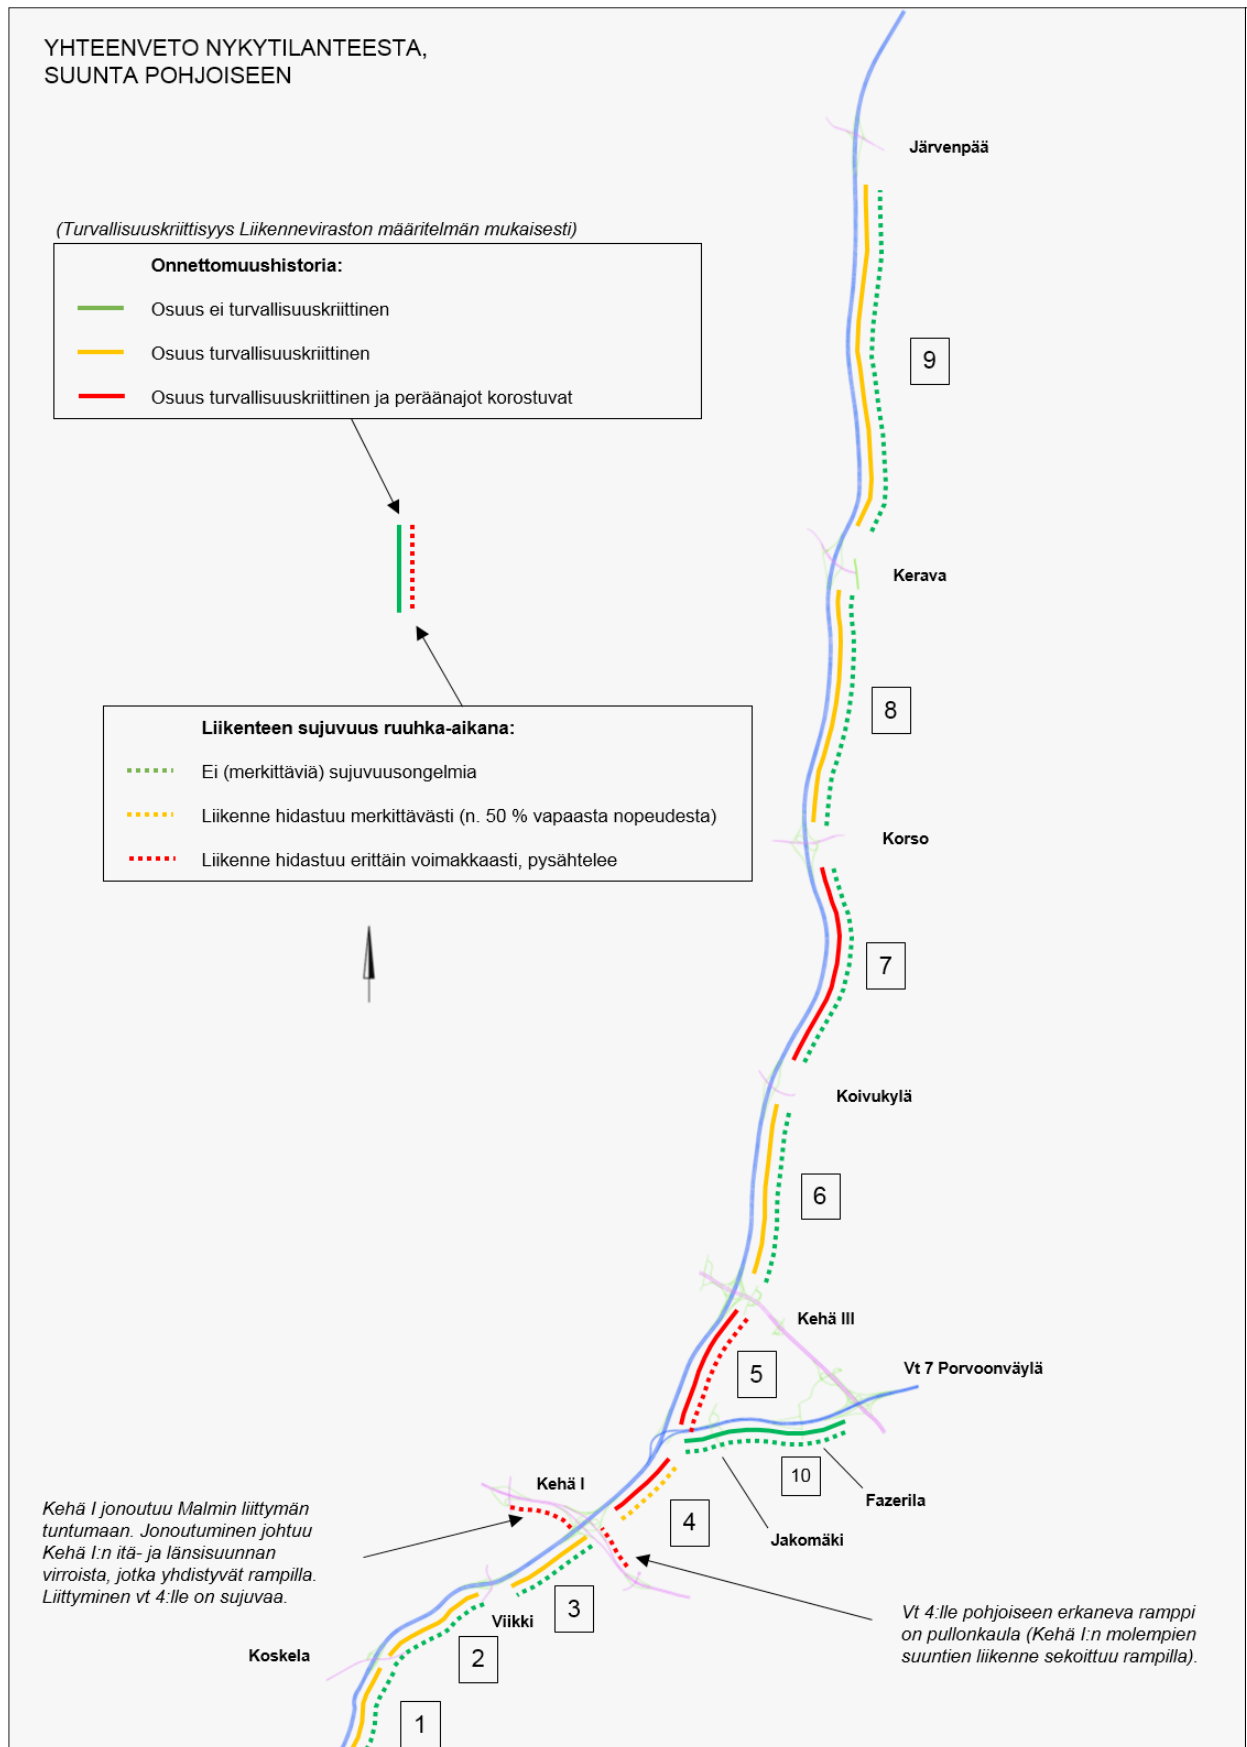 YHTEENVETO NYKYTILANTEESTA,
SUUNTA POHJOISEEN
Järvenpää
(Turvallisuuskriittisyys Liikenneviraston määritelmän mukaisesti)
Onnettomuushistoria:
Osuus ei turvallisuuskriittinen
Osuus turvallisuuskriittinen
Osuus turvallisuuskriittinen ja peräänajot korostuvat
9
Kerava
8
Liikenteen sujuvuus ruuhka-aikana:
Ei (merkittäviä) sujuvuusongelmia
Liikenne hidastuu merkittävästi (n. 50 % vapaasta nopeudesta)
Liikenne hidastuu erittäin voimakkaasti, pysähtelee
Korso
7
Koivukylä
6
Kehä III
5
Vt 7 Porvoonväylä
10
Fazerila
Jakomäki
Kehä I
4
Kehä I jonoutuu Malmin liittymän
tuntumaan. Jonoutuminen johtuu
Kehä I:n itä- ja länsisuunnan
virroista, jotka yhdistyvät rampilla.
Liittyminen vt 4:lle on sujuvaa.
3
Viikki
Vt 4:lle pohjoiseen erkaneva ramppi
on pullonkaula (Kehä I:n molempien
suuntien liikenne sekoittuu rampilla).
Koskela
2
1